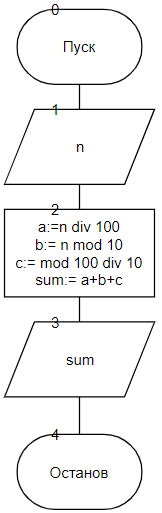 0
Пуск
1
n
2
a:=n div 100
b:= n mod 10
c:= mod 100 div 10
sum:= a+b+c
3
sum
4
Останов